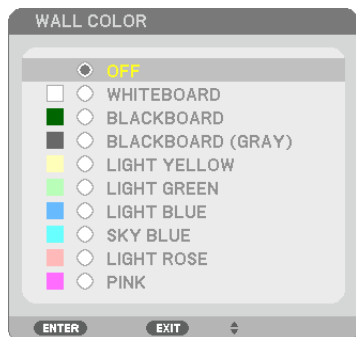 WALL COLOR
OFF
WHITEBOARD
BLACKBOARD
BLACKBOARD (GRAY)
LIGHT YELLOW
LIGHT GREEN
LIGHT BLUE
SKY BLUE
LIGHT ROSE
PINK
ENTER EXIT